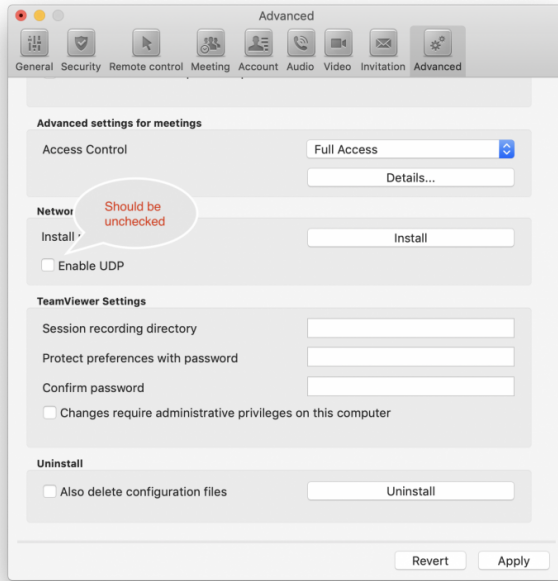 Advanced
General Security Remote control Meeting Account Audio Video Invitation Advanced
Advanced settings for meetings
Access Control Full Access
Details...
Should be
unchecked
Install Install
Enable UDP
TeamViewer Settings
Session recording directory
Protect preferences with password
Confirm password
Changes require administrative privileges on this computer
Uninstall
Also delete configuration files Uninstall
Revert Apply